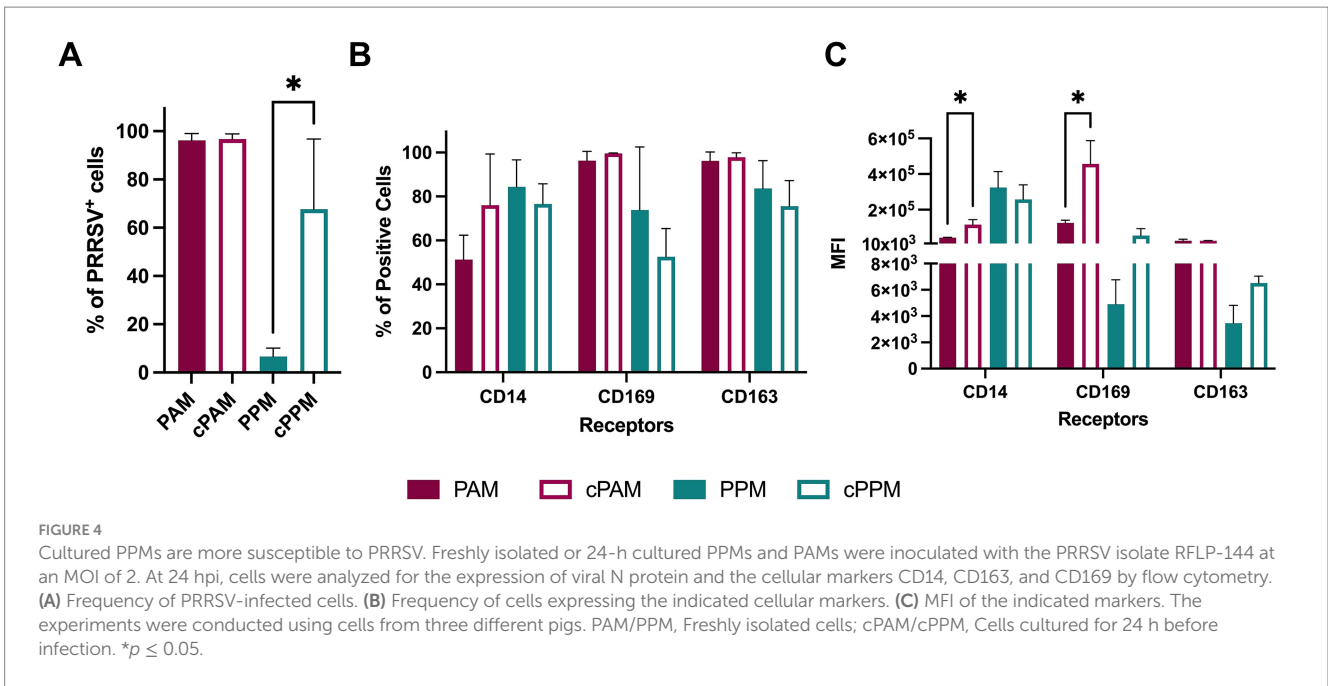 A
% of PRRSV⁺ cells
100
80
60
40
20
0
*
PAM
cPAM
PPM
cPPM
B
% of Positive Cells
100
80
60
40
20
0
CD14
CD169
CD163
Receptors
C
MFI
6×10⁵
4×10⁵
2×10⁵
10×10³
8×10³
6×10³
4×10³
2×10³
0
*
*
CD14
CD169
CD163
Receptors
PAM
cPAM
PPM
cPPM
FIGURE 4
Cultured PPMs are more susceptible to PRRSV. Freshly isolated or 24-h cultured PPMs and PAMs were inoculated with the PRRSV isolate RFLP-144 at
an MOI of 2. At 24 hpi, cells were analyzed for the expression of viral N protein and the cellular markers CD14, CD163, and CD169 by flow cytometry.
(A) Frequency of PRRSV-infected cells. (B) Frequency of cells expressing the indicated cellular markers. (C) MFI of the indicated markers. The
experiments were conducted using cells from three different pigs. PAM/PPM, Freshly isolated cells; cPAM/cPPM, Cells cultured for 24 h before
infection. *p ≤ 0.05.